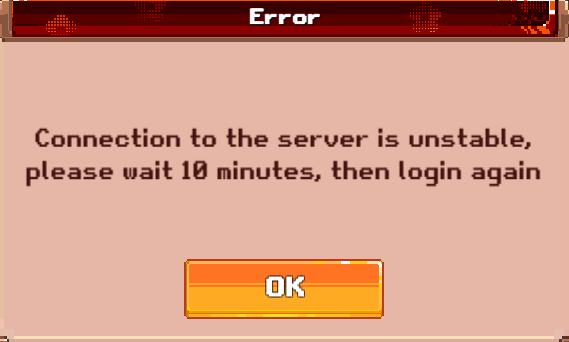 Error
Connection to the server is unstable,
please wait 10 minutes, then login again
OK